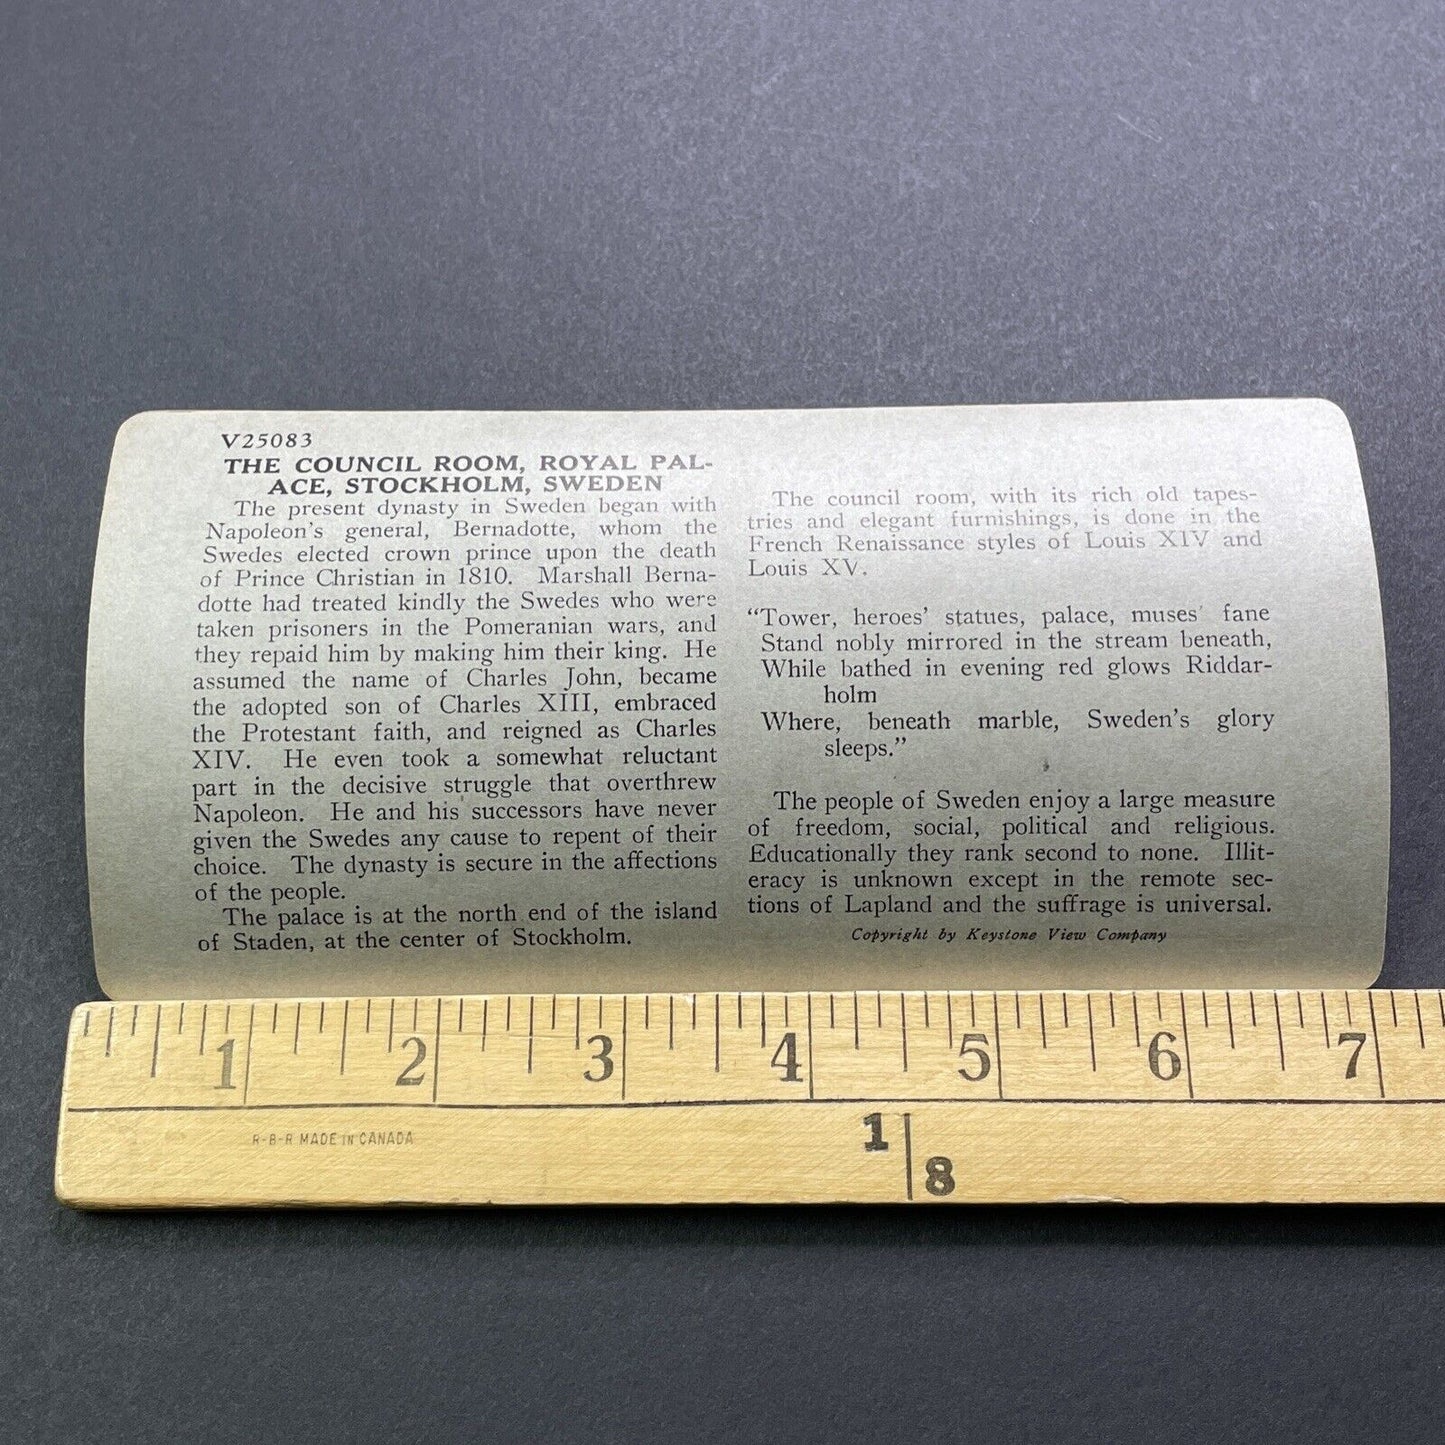 V25083
THE COUNCIL ROOM, ROYAL PAL-
ACE, STOCKHOLM, SWEDEN
The present dynasty in Sweden began with
Napoleon's general, Bernadotte, whom the
Swedes elected crown prince upon the death
of Prince Christian in 1810. Marshall Berna-
dotte had treated kindly the Swedes who were
taken prisoners in the Pomeranian wars, and
they repaid him by making him their king. He
assumed the name of Charles John, became
the adopted son of Charles XIII, embraced
the Protestant faith, and reigned as Charles
XIV. He even took a somewhat reluctant
part in the decisive struggle that overthrew
Napoleon. He and his successors have never
given the Swedes any cause to repent of their
choice. The dynasty is secure in the affections
of the people.
The palace is at the north end of the island
of Staden, at the center of Stockholm.
The council room, with its rich old tapes-
tries and elegant furnishings, is done in the
French Renaissance styles of Louis XIV and
Louis XV.
“Tower, heroes' statues, palace, muses' fane
Stand nobly mirrored in the stream beneath,
While bathed in evening red glows Riddar-
holm
Where, beneath marble, Sweden's glory
sleeps.”
The people of Sweden enjoy a large measure
of freedom, social, political and religious.
Educationally they rank second to none. Illit-
eracy is unknown except in the remote sec-
tions of Lapland and the suffrage is universal.
Copyright by Keystone View Company
1 2 3 4 5 6 7
R-B-R MADE IN CANADA
1
8